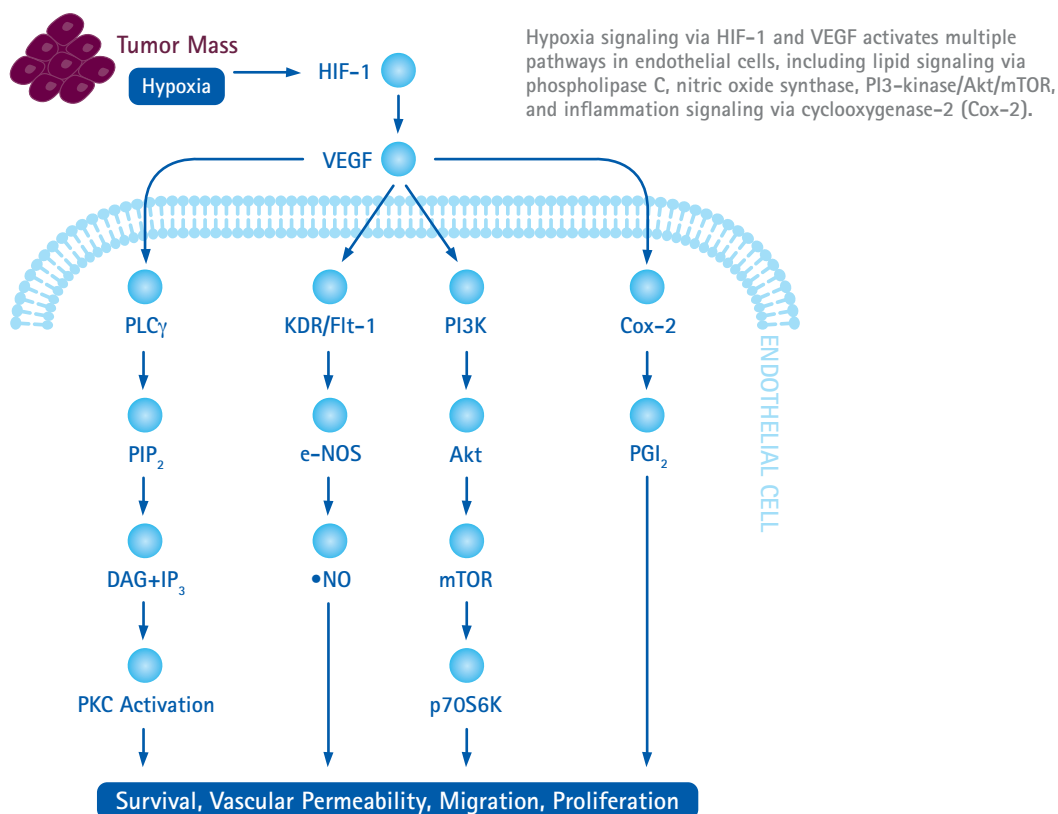 Tumor Mass
Hypoxia
HIF-1
Hypoxia signaling via HIF-1 and VEGF activates multiple
pathways in endothelial cells, including lipid signaling via
phospholipase C, nitric oxide synthase, PI3-kinase/Akt/mTOR,
and inflammation signaling via cyclooxygenase-2 (Cox-2).
VEGF
PLCγ
KDR/Flt-1
PI3K
Cox-2
ENDOTHELIAL CELL
PIP₂
e-NOS
Akt
PGI₂
DAG+IP₃
•NO
mTOR
PKC Activation
p70S6K
Survival, Vascular Permeability, Migration, Proliferation